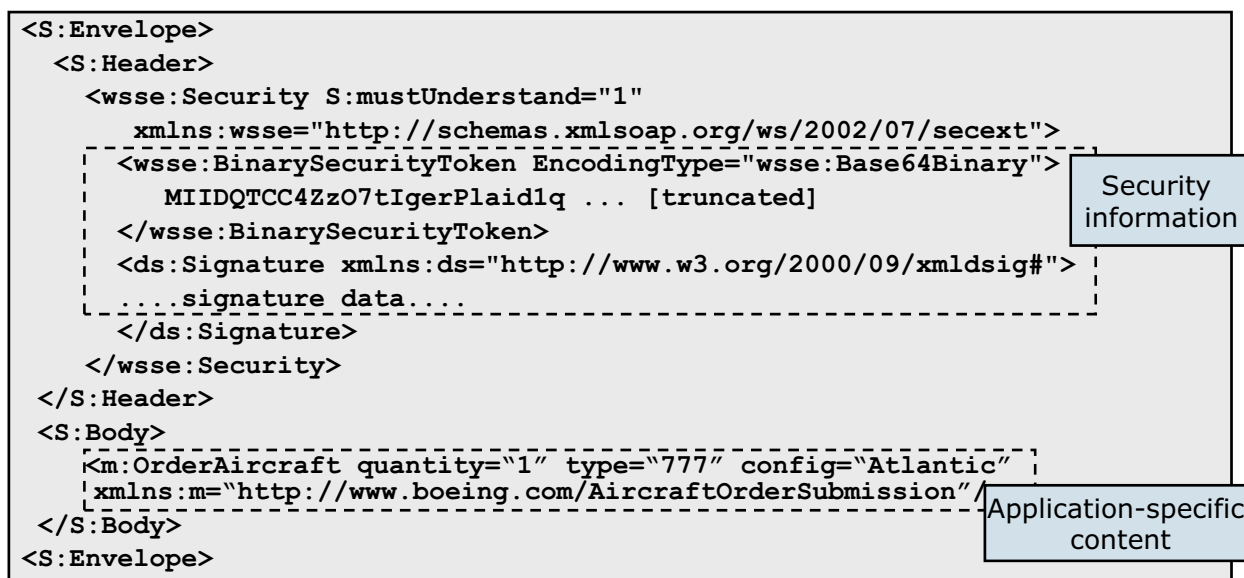 <S:Envelope>
<S:Header>
<wsse:Security S:mustUnderstand="1"
xmlns:wsse="http://schemas.xmlsoap.org/ws/2002/07/secext">
<wsse:BinarySecurityToken EncodingType="wsse:Base64Binary">
MIIDQTCC4ZzO7tIgerPlaid1q ... [truncated]
</wsse:BinarySecurityToken>
<ds:Signature xmlns:ds="http://www.w3.org/2000/09/xmldsig#">
....signature data....
</ds:Signature>
</wsse:Security>
</S:Header>
<S:Body>
<m:OrderAircraft quantity=“1” type=“777” config=“Atlantic”
xmlns:m=“http://www.boeing.com/AircraftOrderSubmission”/
</S:Body>
<S:Envelope>
Security
information
Application-specific
content